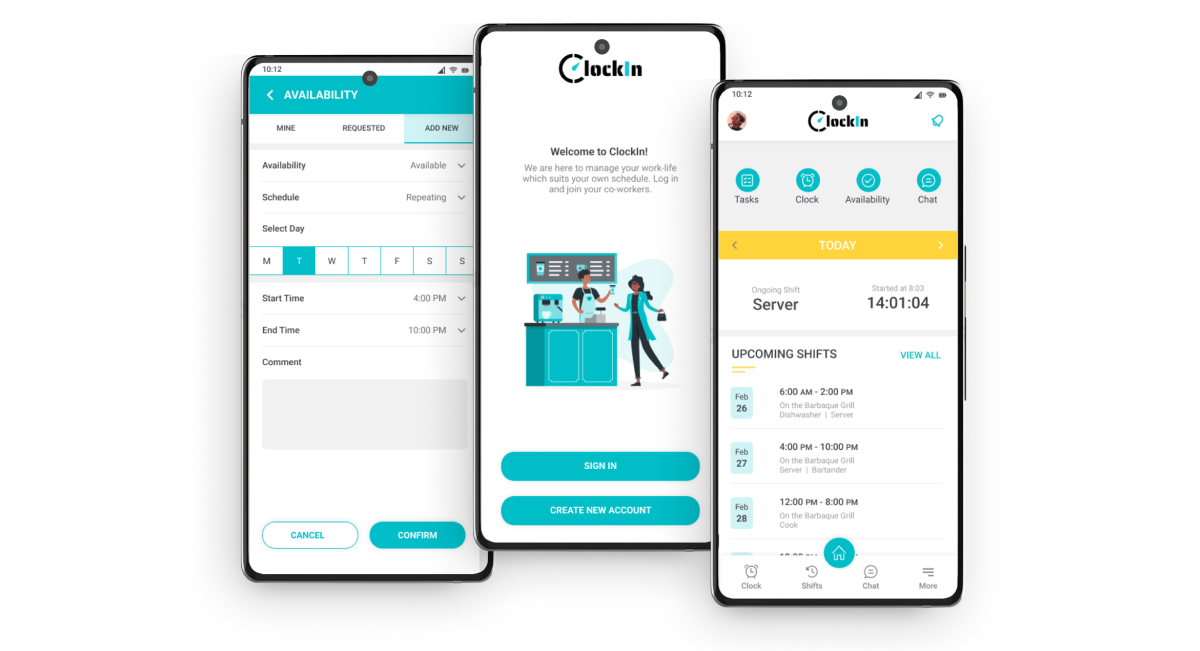 10:12
AVAILABILITY
MINE REQUESTED ADD NEW
Availability Available
Schedule Repeating
Select Day
M T W T F S S
Start Time 4:00 PM
End Time 10:00 PM
Comment
CANCEL CONFIRM
ClockIn
Welcome to ClockIn!
We are here to manage your work-life
which suits your own schedule. Log in
and join your co-workers.
SIGN IN
CREATE NEW ACCOUNT
10:12
ClockIn
Tasks Clock Availability Chat
TODAY
Ongoing Shift Started at 8:03
Server 14:01:04
UPCOMING SHIFTS VIEW ALL
Feb 6:00 AM - 2:00 PM
26 On the Barbaque Grill
Dishwasher | Server
Feb 4:00 PM - 10:00 PM
27 On the Barbaque Grill
Server | Bartander
Feb 12:00 PM - 8:00 PM
28 On the Barbaque Grill
Cook
Clock Shifts Chat More